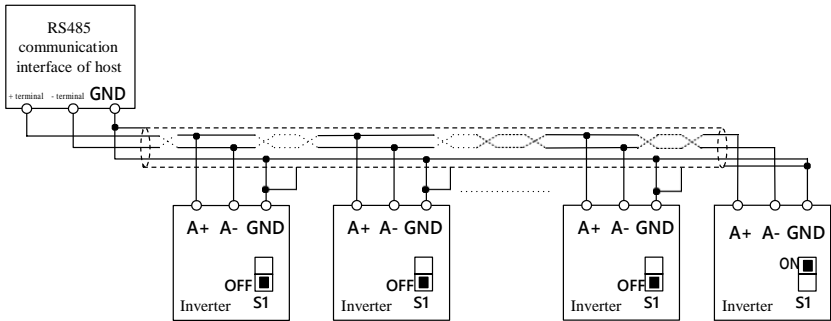 RS485
communication
interface of host
+ terminal - terminal GND
A+ A- GND
OFF
Inverter S1
A+ A- GND
OFF
Inverter S1
A+ A- GND
OFF
Inverter S1
A+ A- GND
ON
Inverter S1